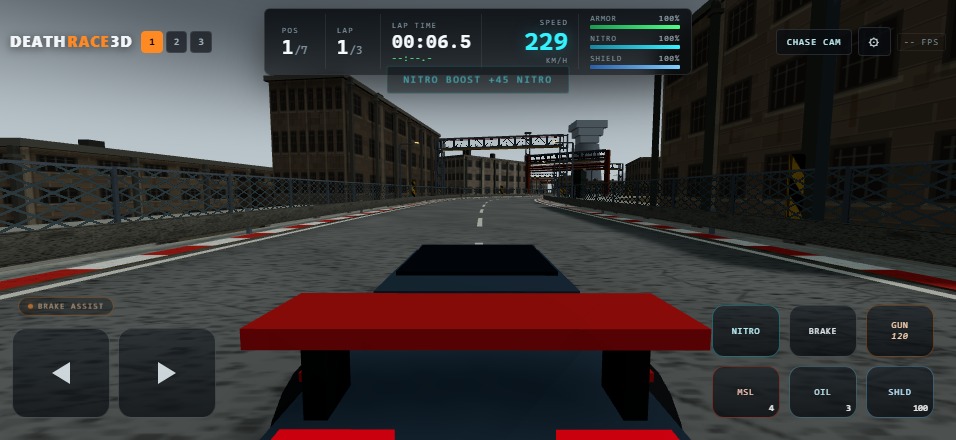 DEATHRACE3D 1 2 3
POS
1/7
LAP
1/3
LAP TIME
00:06.5
--:--.-
SPEED
229
KM/H
ARMOR 100%
NITRO 100%
SHIELD 100%
CHASE CAM
-- FPS
NITRO BOOST +45 NITRO
BRAKE ASSIST
NITRO
BRAKE
GUN
120
MSL
4
OIL
3
SHLD
100